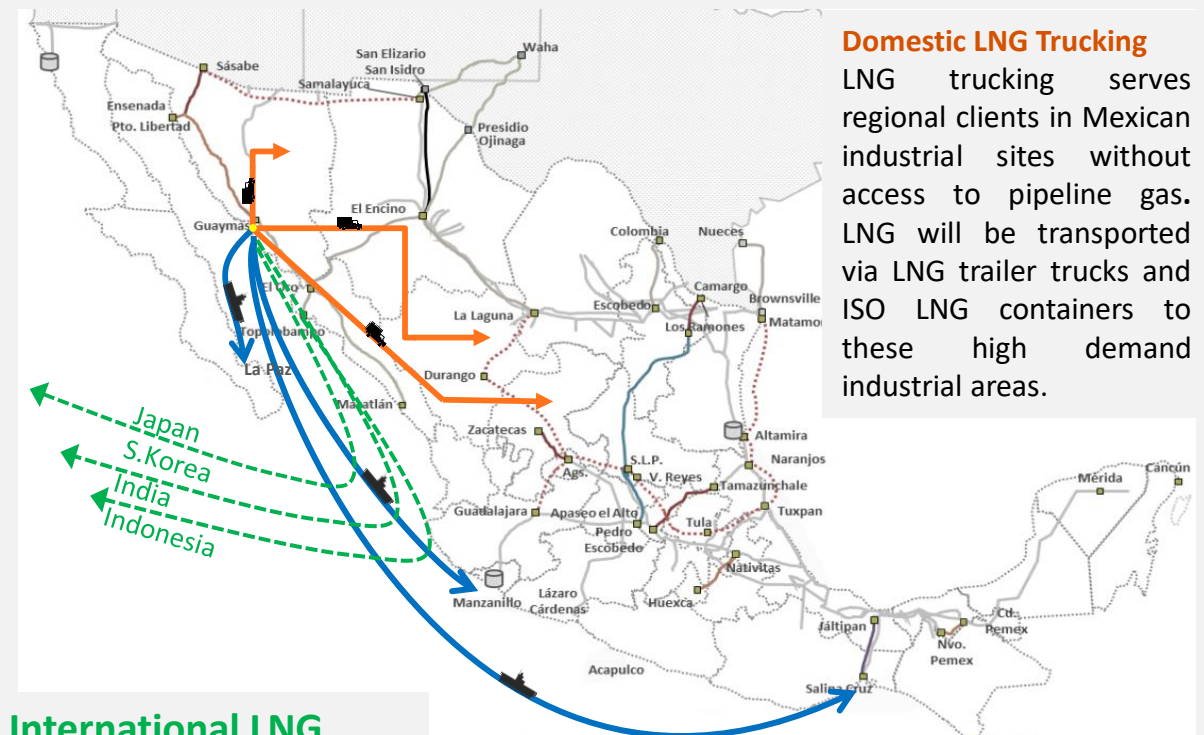 Domestic LNG Trucking
LNG trucking serves
regional clients in Mexican
industrial sites without
access to pipeline gas.
LNG will be transported
via LNG trailer trucks and
ISO LNG containers to
these high demand
industrial areas.
Waha
San Elizario
San Isidro
Sásabe
Samalayuca
Ensenada
Pto. Libertad
Presidio
Ojinaga
El Encino
Guaymas
Colombia
Nueces
El Oro
Camargo
Escobedo
Brownsville
La Laguna
Los Ramones
Matamor
Topolobampo
La Paz
Durango
Mazatlán
Japan
S.Korea
India
Indonesia
Zacatecas
Altamira
Ags.
S.L.P.
Naranjos
V. Reyes
Tamazunchale
Mérida
Cancún
Guadalajara
Apaseo el Alto
Tula
Tuxpan
Pedro
Escobedo
Nativitas
Manzanillo
Lázaro
Cárdenas
Huexca
Jáltipan
Cd.
Pemex
Nvo.
Pemex
Acapulco
Salina Cruz
International LNG